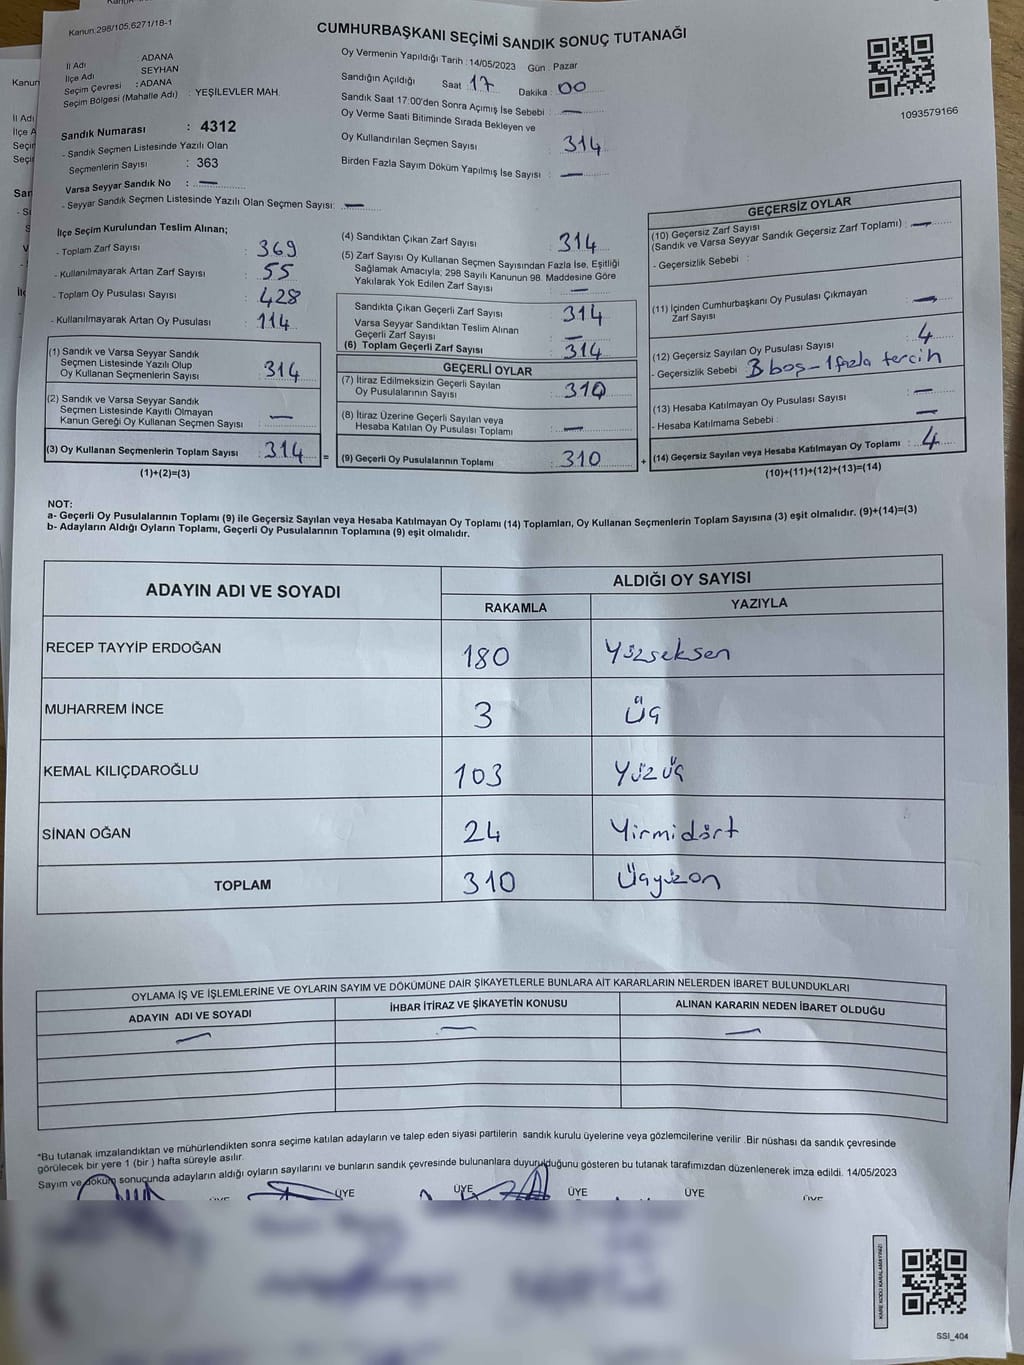 Kanun:298/105,6271/18-1
CUMHURBAŞKANI SEÇİMİ SANDIK SONUÇ TUTANAĞI
İl Adı ADANA
İlçe Adı SEYHAN
Seçim Çevresi : ADANA
Seçim Bölgesi (Mahalle Adı) : YEŞİLEVLER MAH.
Sandık Numarası : 4312
- Sandık Seçmen Listesinde Yazılı Olan
Seçmenlerin Sayısı : 363
Varsa Seyyar Sandık No : —
- Seyyar Sandık Seçmen Listesinde Yazılı Olan Seçmen Sayısı: —
Oy Vermenin Yapıldığı Tarih : 14/05/2023 Gün : Pazar
Sandığın Açıldığı Saat 17 Dakika : 00
Sandık Saat 17:00'den Sonra Açımış İse Sebebi : —
Oy Verme Saati Bitiminde Sırada Bekleyen ve
Oy Kullandırılan Seçmen Sayısı : 314
Birden Fazla Sayım Döküm Yapılmış İse Sayısı : —
1093579166
İlçe Seçim Kurulundan Teslim Alınan;
- Toplam Zarf Sayısı : 369
- Kullanılmayarak Artan Zarf Sayısı : 55
- Toplam Oy Pusulası Sayısı : 428
- Kullanılmayarak Artan Oy Pusulası : 114
(1) Sandık ve Varsa Seyyar Sandık
Seçmen Listesinde Yazılı Olup
Oy Kullanan Seçmenlerin Sayısı : 314
(2) Sandık ve Varsa Seyyar Sandık
Seçmen Listesinde Kayıtlı Olmayan
Kanun Gereği Oy Kullanan Seçmen Sayısı : —
(3) Oy Kullanan Seçmenlerin Toplam Sayısı : 314
(1)+(2)=(3)
(4) Sandıktan Çıkan Zarf Sayısı : 314
(5) Zarf Sayısı Oy Kullanan Seçmen Sayısından Fazla İse, Eşitliği
Sağlamak Amacıyla; 298 Sayılı Kanunun 98. Maddesine Göre
Yakılarak Yok Edilen Zarf Sayısı : —
Sandıkta Çıkan Geçerli Zarf Sayısı : 314
Varsa Seyyar Sandıktan Teslim Alınan
Geçerli Zarf Sayısı : —
(6) Toplam Geçerli Zarf Sayısı : 314
GEÇERLİ OYLAR
(7) İtiraz Edilmeksizin Geçerli Sayılan
Oy Pusulalarının Sayısı : 310
(8) İtiraz Üzerine Geçerli Sayılan veya
Hesaba Katılan Oy Pusulası Toplamı : —
= (9) Geçerli Oy Pusulalarının Toplamı : 310
GEÇERSİZ OYLAR
(10) Geçersiz Zarf Sayısı
(Sandık ve Varsa Seyyar Sandık Geçersiz Zarf Toplamı) : —
- Geçersizlik Sebebi :
(11) İçinden Cumhurbaşkanı Oy Pusulası Çıkmayan
Zarf Sayısı —
(12) Geçersiz Sayılan Oy Pusulası Sayısı 4
- Geçersizlik Sebebi : 3 boş - 1 fazla tercih
(13) Hesaba Katılmayan Oy Pusulası Sayısı —
- Hesaba Katılmama Sebebi : —
+ (14) Geçersiz Sayılan veya Hesaba Katılmayan Oy Toplamı : 4
(10)+(11)+(12)+(13)=(14)
NOT:
a- Geçerli Oy Pusulalarının Toplamı (9) ile Geçersiz Sayılan veya Hesaba Katılmayan Oy Toplamı (14) Toplamları, Oy Kullanan Seçmenlerin Toplam Sayısına (3) eşit olmalıdır. (9)+(14)=(3)
b- Adayların Aldığı Oyların Toplamı, Geçerli Oy Pusulalarının Toplamına (9) eşit olmalıdır.
ADAYIN ADI VE SOYADI
ALDIĞI OY SAYISI
RAKAMLA YAZIYLA
RECEP TAYYİP ERDOĞAN 180 Yüzseksen
MUHARREM İNCE 3 Üç
KEMAL KILIÇDAROĞLU 103 Yüzüç
SİNAN OĞAN 24 Yirmidört
TOPLAM 310 Üçyüzon
OYLAMA İŞ VE İŞLEMLERİNE VE OYLARIN SAYIM VE DÖKÜMÜNE DAİR ŞİKAYETLERLE BUNLARA AİT KARARLARIN NELERDEN İBARET BULUNDUKLARI
ADAYIN ADI VE SOYADI İHBAR İTİRAZ VE ŞİKAYETİN KONUSU ALINAN KARARIN NEDEN İBARET OLDUĞU
— — —
*Bu tutanak imzalandıktan ve mühürlendikten sonra seçime katılan adayların ve talep eden siyasi partilerin sandık kurulu üyelerine veya gözlemcilerine verilir .Bir nüshası da sandık çevresinde
görülecek bir yere 1 (bir ) hafta süreyle asılır.
Sayım ve döküm sonucunda adayların aldığı oyların sayılarını ve bunların sandık çevresinde bulunanlara duyurulduğunu gösteren bu tutanak tarafımızdan düzenlenerek imza edildi. 14/05/2023
ÜYE ÜYE ÜYE ÜYE ÜYE ÜYE
KARE KODU KARALAMAYINIZ!
SSİ_404